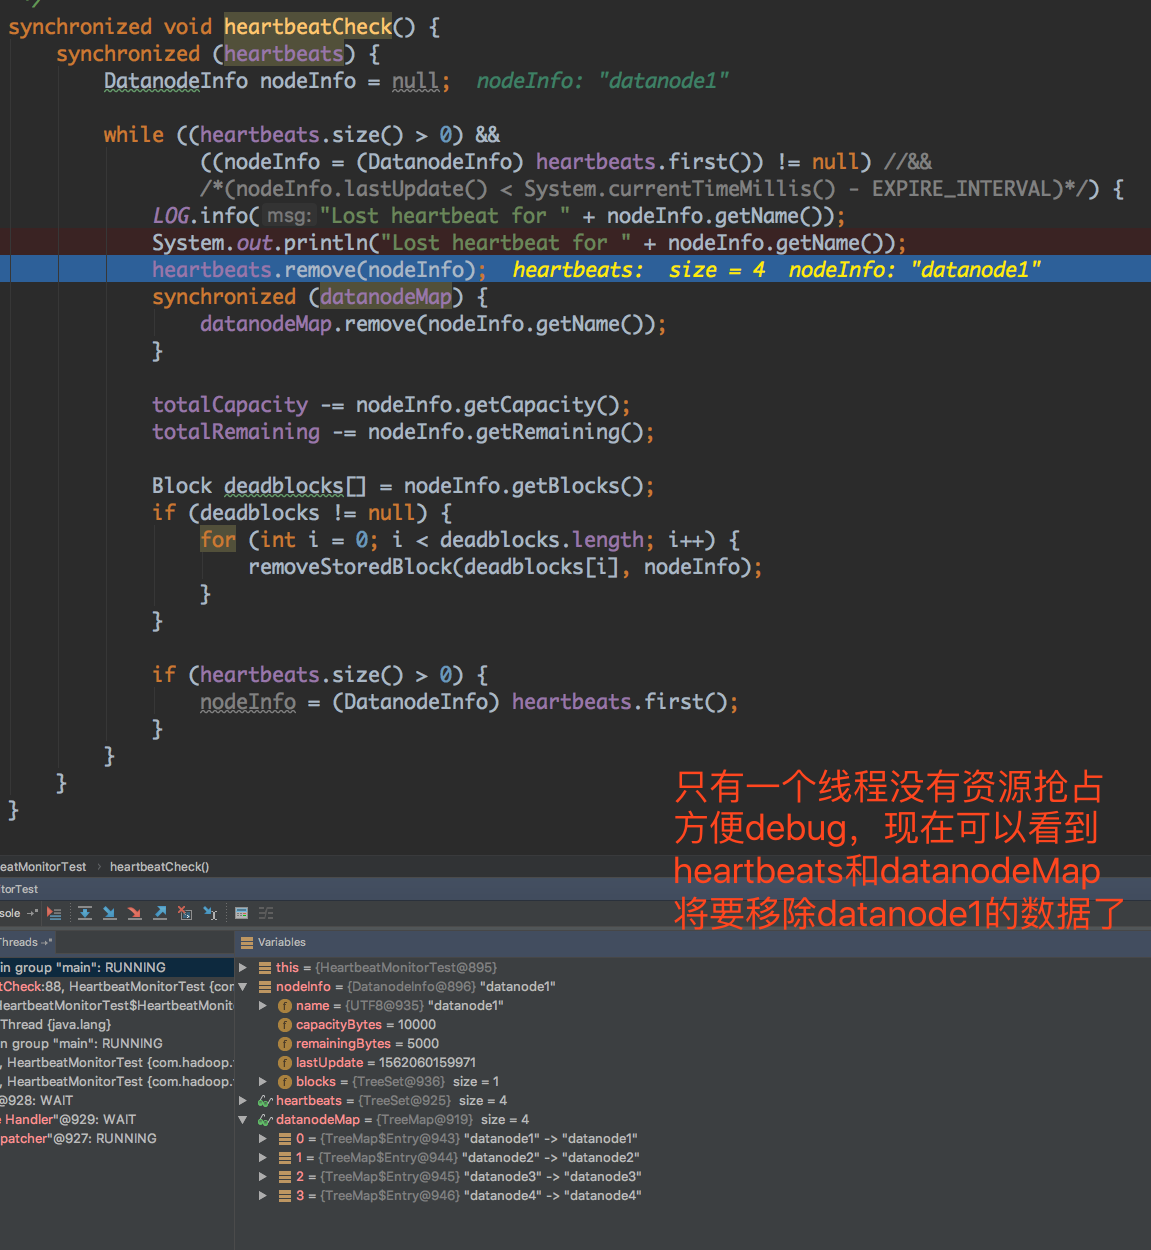 */
synchronized void heartbeatCheck() {
synchronized (heartbeats) {
DatanodeInfo nodeInfo = null; nodeInfo: "datanode1"
while ((heartbeats.size() > 0) &&
((nodeInfo = (DatanodeInfo) heartbeats.first()) != null) //&&
/*(nodeInfo.lastUpdate() < System.currentTimeMillis() - EXPIRE_INTERVAL)*/) {
LOG.info( msg: "Lost heartbeat for " + nodeInfo.getName());
System.out.println("Lost heartbeat for " + nodeInfo.getName());
heartbeats.remove(nodeInfo); heartbeats: size = 4 nodeInfo: "datanode1"
synchronized (datanodeMap) {
datanodeMap.remove(nodeInfo.getName());
}
totalCapacity -= nodeInfo.getCapacity();
totalRemaining -= nodeInfo.getRemaining();
Block deadblocks[] = nodeInfo.getBlocks();
if (deadblocks != null) {
for (int i = 0; i < deadblocks.length; i++) {
removeStoredBlock(deadblocks[i], nodeInfo);
}
}
if (heartbeats.size() > 0) {
nodeInfo = (DatanodeInfo) heartbeats.first();
}
}
}
}
只有一个线程没有资源抢占
方便debug，现在可以看到
heartbeats和datanodeMap
将要移除datanode1的数据了
eatMonitorTest › heartbeatCheck()
torTest
sole
Threads
Variables
in group "main": RUNNING
tCheck:88, HeartbeatMonitorTest {con
HeartbeatMonitorTest$HeartbeatMonit
Thread {java.lang}
in group "main": RUNNING
, HeartbeatMonitorTest {com.hadoop.
, HeartbeatMonitorTest {com.hadoop.
@928: WAIT
e Handler"@929: WAIT
patcher"@927: RUNNING
this = {HeartbeatMonitorTest@895}
nodeInfo = {DatanodeInfo@896} "datanode1"
name = {UTF8@935} "datanode1"
capacityBytes = 10000
remainingBytes = 5000
lastUpdate = 1562060159971
blocks = {TreeSet@936} size = 1
heartbeats = {TreeSet@925} size = 4
datanodeMap = {TreeMap@919} size = 4
0 = {TreeMap$Entry@943} "datanode1" -> "datanode1"
1 = {TreeMap$Entry@944} "datanode2" -> "datanode2"
2 = {TreeMap$Entry@945} "datanode3" -> "datanode3"
3 = {TreeMap$Entry@946} "datanode4" -> "datanode4"